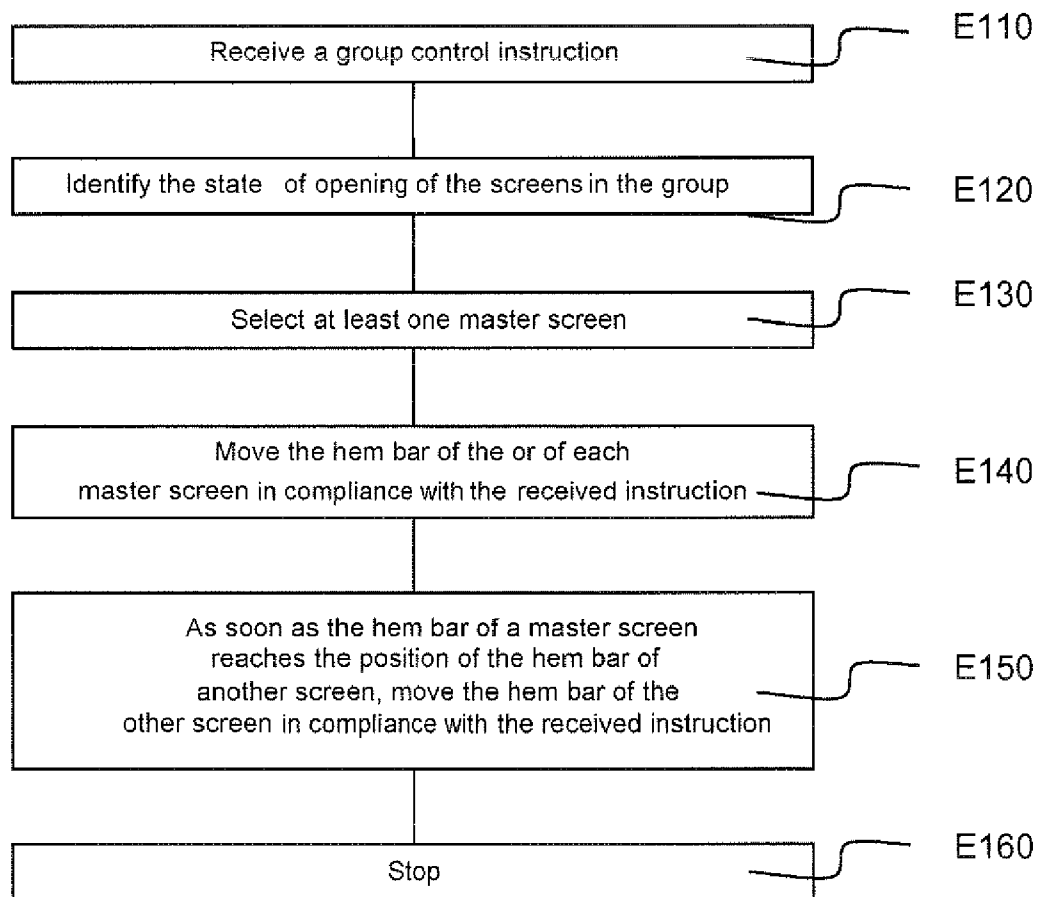 Receive a group control instruction
E110
Identify the state of opening of the screens in the group
E120
Select at least one master screen
E130
Move the hem bar of the or of each
master screen in compliance with the received instruction
E140
As soon as the hem bar of a master screen
reaches the position of the hem bar of
another screen, move the hem bar of the
other screen in compliance with the received instruction
E150
Stop
E160